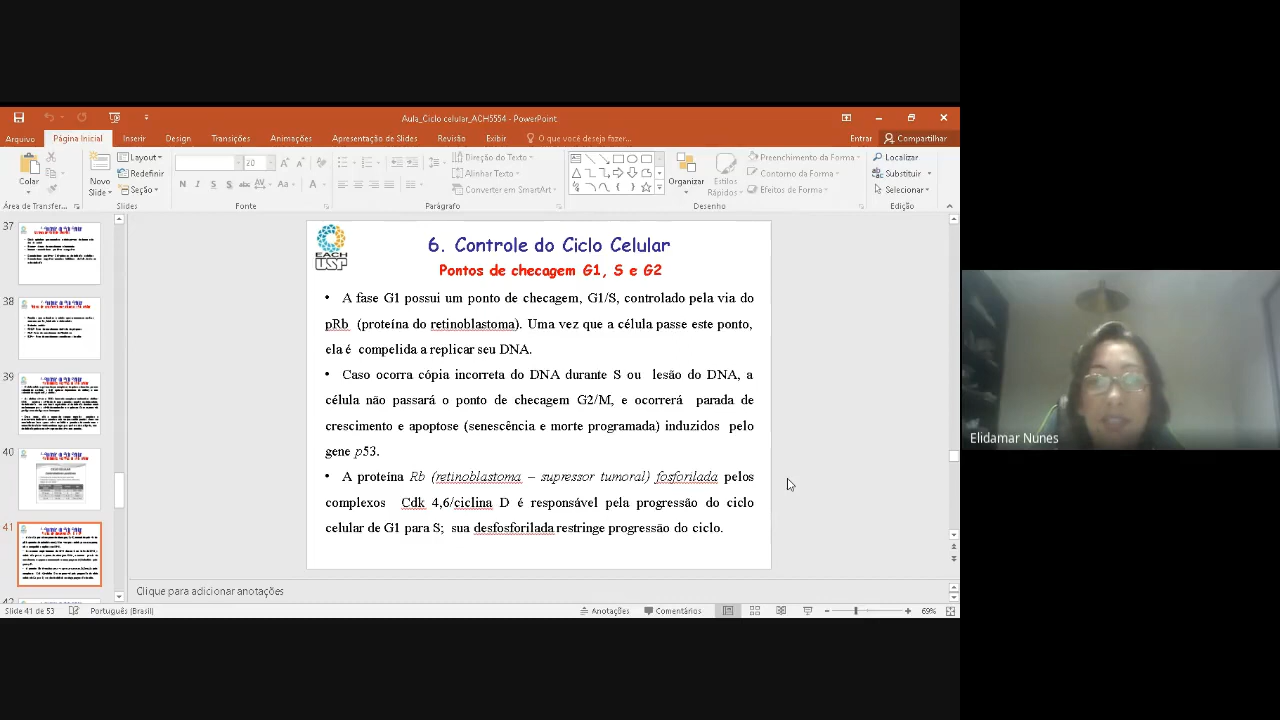 Aula_Ciclo celular_ACH5554 - PowerPoint
Arquivo Página Inicial Inserir Design Transições Animações Apresentação de Slides Revisão Exibir O que você deseja fazer... Entrar Compartilhar
Colar
Novo Slide
Layout
Redefinir
Seção
20
N I S S abc AV Aa A
Direção do Texto
Alinhar Texto
Converter em SmartArt
Organizar
Estilos Rápidos
Preenchimento da Forma
Contorno da Forma
Efeitos de Forma
Localizar
Substituir
Selecionar
Área de Transfer... Slides Fonte Parágrafo Desenho Edição
37
38
39
40
41
42
EACH
USP
6. Controle do Ciclo Celular
Pontos de checagem G1, S e G2
• A fase G1 possui um ponto de checagem, G1/S, controlado pela via do
pRb (proteína do retinoblastoma). Uma vez que a célula passe este ponto,
ela é compelida a replicar seu DNA.
• Caso ocorra cópia incorreta do DNA durante S ou lesão do DNA, a
célula não passará o ponto de checagem G2/M, e ocorrerá parada de
crescimento e apoptose (senescência e morte programada) induzidos pelo
gene p53.
• A proteína Rb (retinoblastoma – supressor tumoral) fosforilada pelos
complexos Cdk 4,6/ciclina D é responsável pela progressão do ciclo
celular de G1 para S; sua desfosforilada restringe progressão do ciclo.
Clique para adicionar anotações
Slide 41 de 53 Português (Brasil) Anotações Comentários 69%
Elidamar Nunes